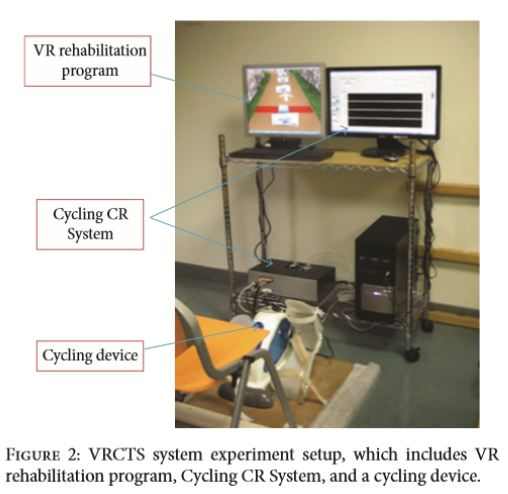 VR rehabilitation
program
Cycling CR
System
Cycling device
FIGURE 2: VRCTS system experiment setup, which includes VR
rehabilitation program, Cycling CR System, and a cycling device.